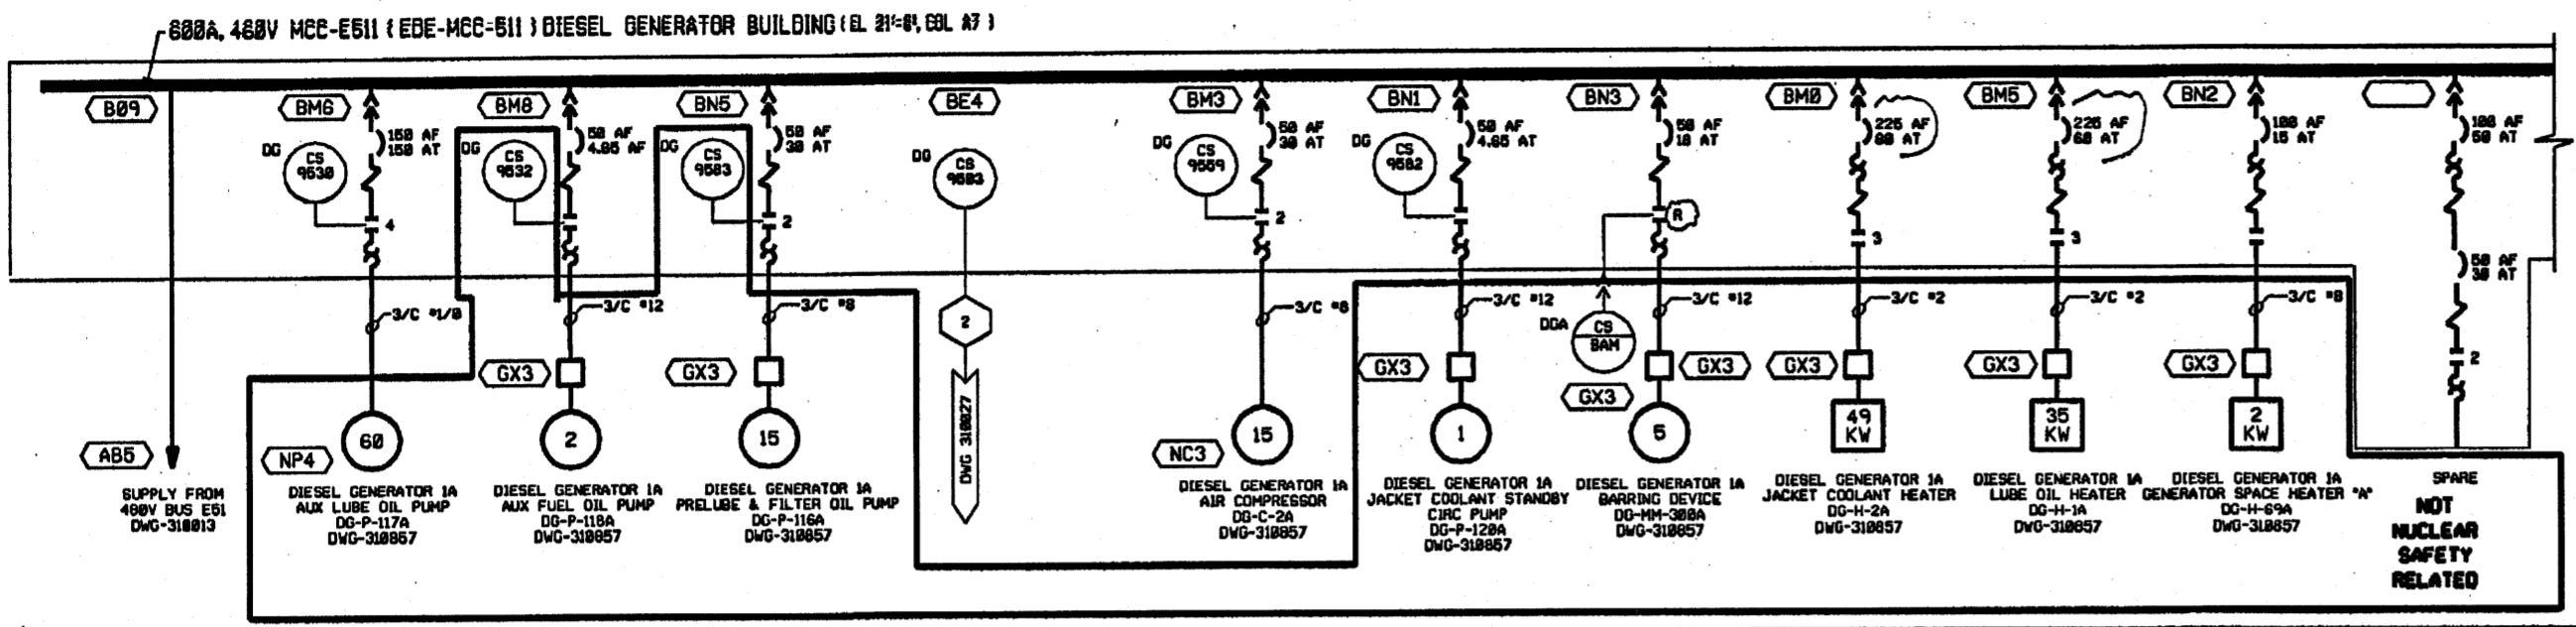 600A, 460V MCC-E511 ( EDE-MCC-511 ) DIESEL GENERATOR BUILDING ( EL 21'-6", COL A7 )
B09
BM6
BM8
BN5
BE4
BM3
BN1
BN3
BM0
BM5
BN2
150 AF
150 AT
50 AF
4.85 AF
50 AF
30 AT
50 AF
30 AT
50 AF
4.85 AT
50 AF
10 AT
225 AF
80 AT
225 AF
60 AT
100 AF
15 AT
100 AF
50 AT
DG
CS
9530
DG
CS
9532
DG
CS
9583
DG
CS
9583
DG
CS
9559
DG
CS
9582
4
2
2
R
3
3
50 AF
30 AT
2
3/C #1/0
3/C #12
3/C #8
2
3/C #6
3/C #12
3/C #12
3/C #2
3/C #2
3/C #8
DGA
CS
BAM
GX3
GX3
GX3
GX3
GX3
GX3
GX3
GX3
DWG 310027
AB5
NP4
60
2
15
NC3
15
1
5
49
KW
35
KW
2
KW
SUPPLY FROM
480V BUS E51
DWG-310013
DIESEL GENERATOR 1A
AUX LUBE OIL PUMP
DG-P-117A
DWG-310857
DIESEL GENERATOR 1A
AUX FUEL OIL PUMP
DG-P-118A
DWG-310857
DIESEL GENERATOR 1A
PRELUBE & FILTER OIL PUMP
DG-P-116A
DWG-310857
DIESEL GENERATOR 1A
AIR COMPRESSOR
DG-C-2A
DWG-310857
DIESEL GENERATOR 1A
JACKET COOLANT STANDBY
CIRC PUMP
DG-P-120A
DWG-310857
DIESEL GENERATOR 1A
BARRING DEVICE
DG-MM-300A
DWG-310857
DIESEL GENERATOR 1A
JACKET COOLANT HEATER
DG-H-2A
DWG-310857
DIESEL GENERATOR 1A
LUBE OIL HEATER
DG-H-1A
DWG-310857
DIESEL GENERATOR 1A
GENERATOR SPACE HEATER "A"
DG-H-69A
DWG-310857
SPARE
NOT
NUCLEAR
SAFETY
RELATED